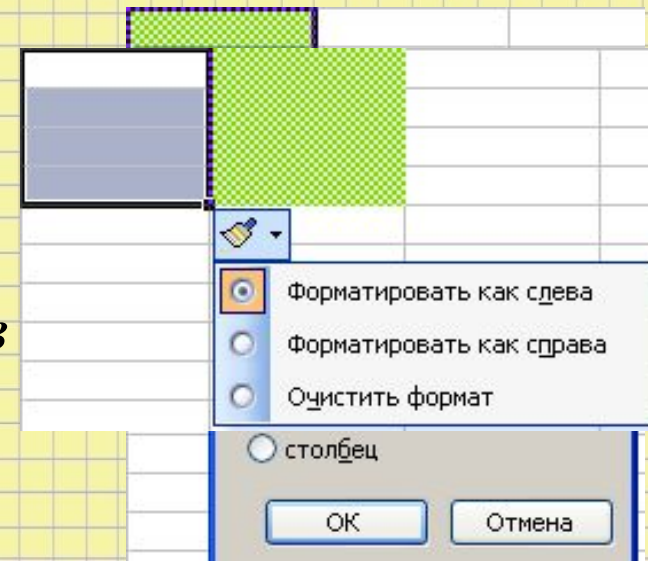 Форматировать как слева
в
Форматировать как справа
Очистить формат
столбец
ОК
Отмена